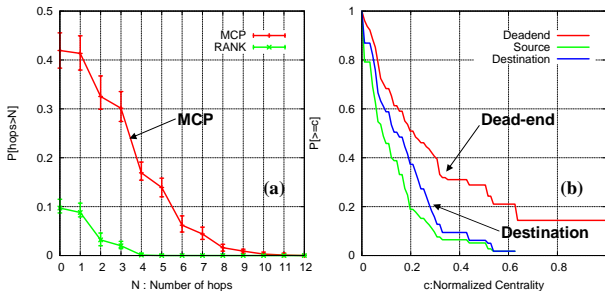 MCP
RANK
P[hops>N]
0.5
0.4
0.3
0.2
0.1
0
MCP
(a)
0 1 2 3 4 5 6 7 8 9 10 11 12
N : Number of hops
Deadend
Source
Destination
P[>=c]
1
0.8
0.6
0.4
0.2
0
Dead-end
Destination
(b)
0 0.2 0.4 0.6 0.8 1
c:Normalized Centrality